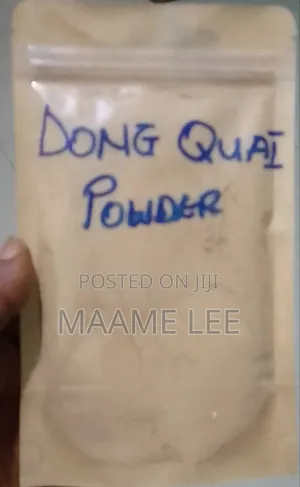 DONG QUAI
POWDER
POSTED ON JIJI
MAAME LEE